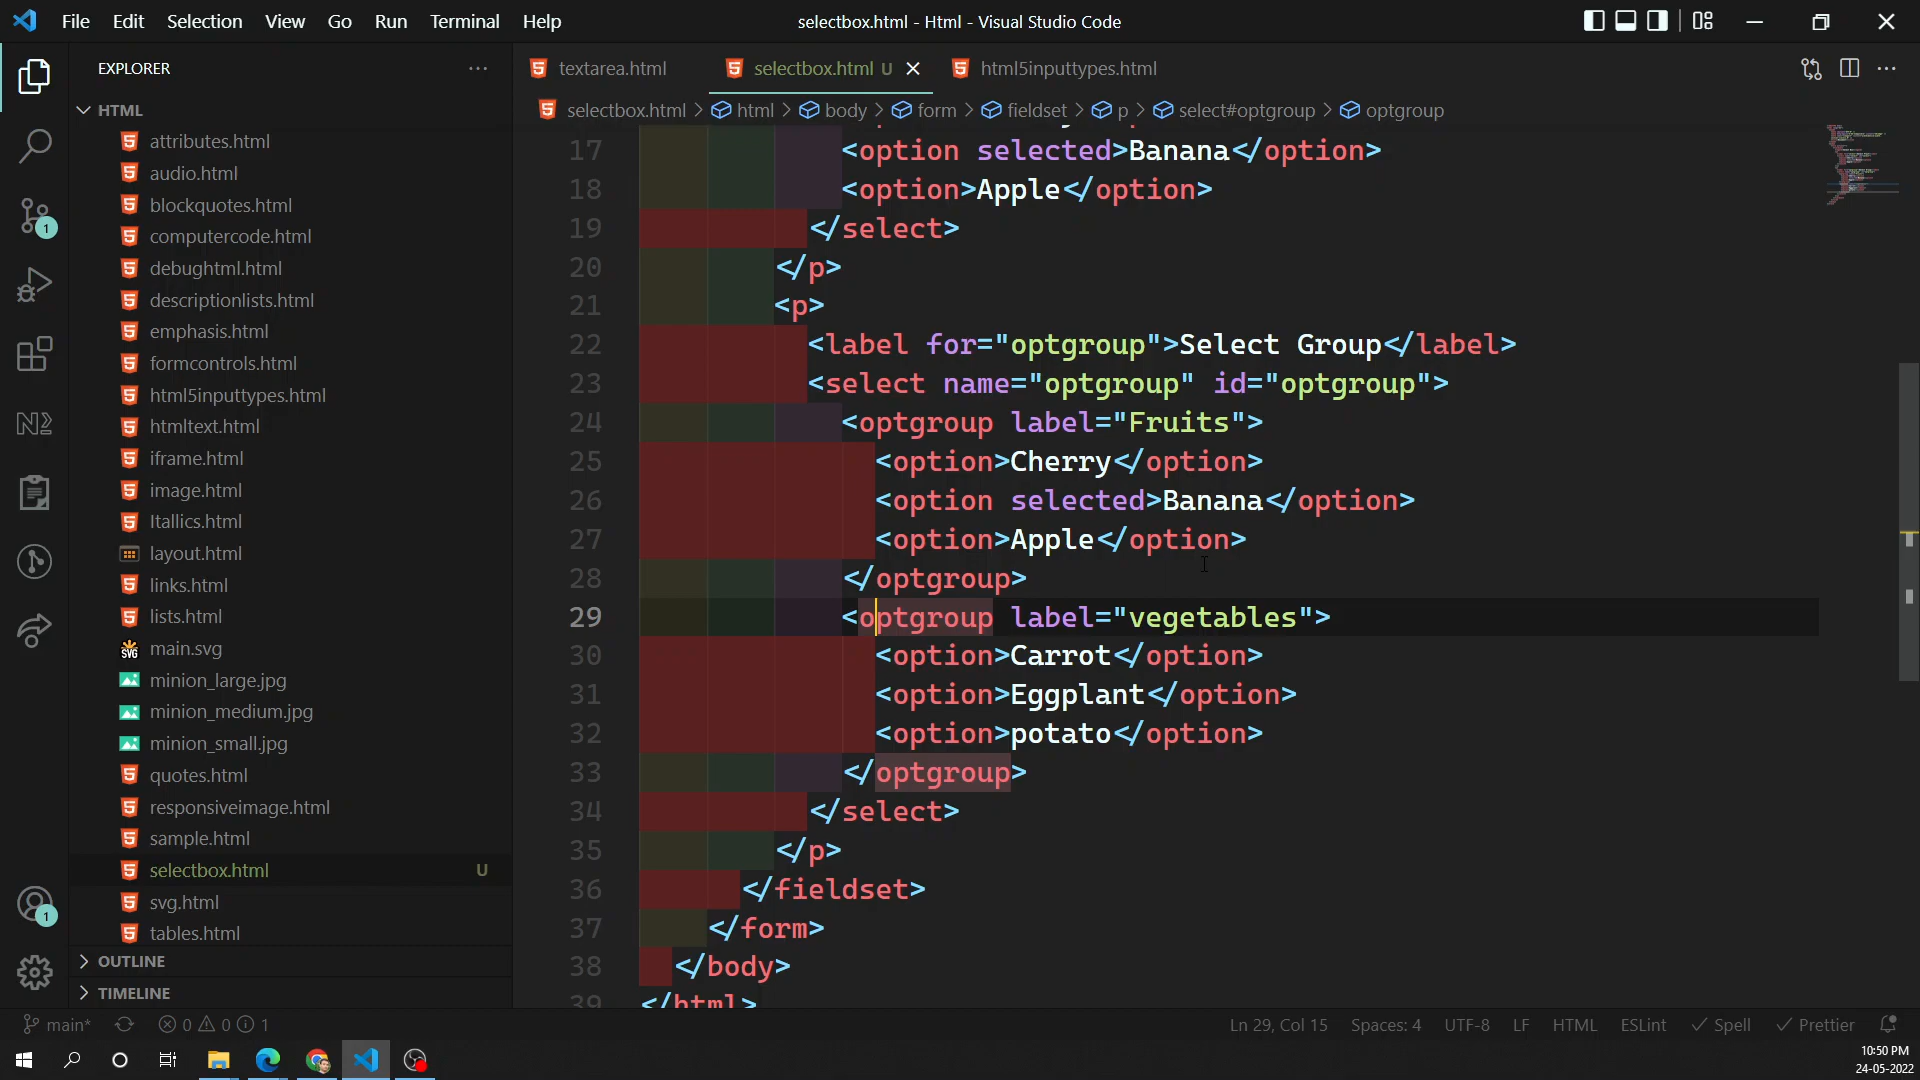 File Edit Selection View Go Run Terminal Help
selectbox.html - Html - Visual Studio Code
EXPLORER
HTML
attributes.html
audio.html
blockquotes.html
computercode.html
debughtml.html
descriptionlists.html
emphasis.html
formcontrols.html
html5inputtypes.html
htmltext.html
iframe.html
image.html
Itallics.html
layout.html
links.html
lists.html
main.svg
minion_large.jpg
minion_medium.jpg
minion_small.jpg
quotes.html
responsiveimage.html
sample.html
selectbox.html U
svg.html
tables.html
OUTLINE
TIMELINE
textarea.html selectbox.html U html5inputtypes.html
selectbox.html > html > body > form > fieldset > p > select#optgroup > optgroup
17 <option selected>Banana</option>
18 <option>Apple</option>
19 </select>
20 </p>
21 <p>
22 <label for="optgroup">Select Group</label>
23 <select name="optgroup" id="optgroup">
24 <optgroup label="Fruits">
25 <option>Cherry</option>
26 <option selected>Banana</option>
27 <option>Apple</option>
28 </optgroup>
29 <optgroup label="vegetables">
30 <option>Carrot</option>
31 <option>Eggplant</option>
32 <option>potato</option>
33 </optgroup>
34 </select>
35 </p>
36 </fieldset>
37 </form>
38 </body>
39 </html>
1
N2
1
SVG
main* 0 0 1
Ln 29, Col 15 Spaces: 4 UTF-8 LF HTML ESLint Spell Prettier
10:50 PM
24-05-2022